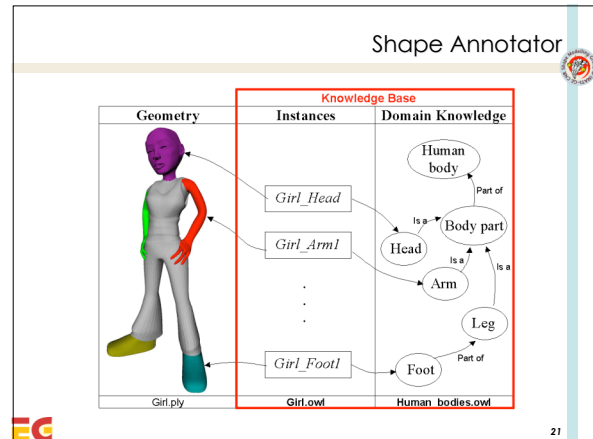 Shape Annotator
Knowledge Base
Geometry
Instances
Domain Knowledge
Human
body
Part of
Girl_Head
Is a
Body part
Head
Girl_Arm1
Is a
Is a
Arm
.
.
.
Leg
Girl_Foot1
Foot
Part of
Girl.ply
Girl.owl
Human_bodies.owl
EG
21